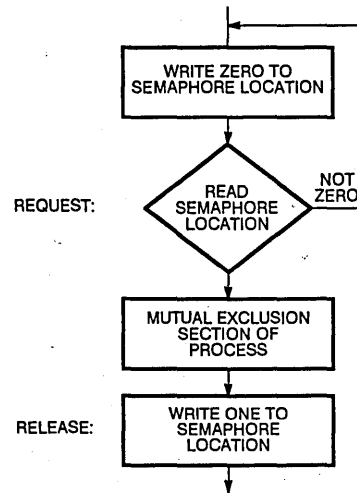 WRITE ZERO TO
SEMAPHORE LOCATION
REQUEST:
READ
SEMAPHORE
LOCATION
NOT
ZERO
MUTUAL EXCLUSION
SECTION OF
PROCESS
RELEASE:
WRITE ONE TO
SEMAPHORE
LOCATION